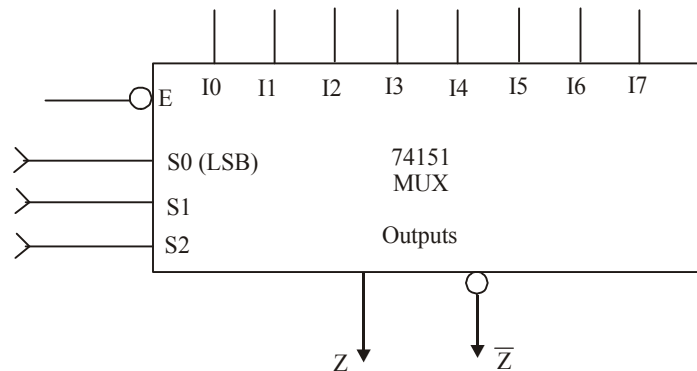 I0 I1 I2 I3 I4 I5 I6 I7
E
S0 (LSB)
74151
MUX
S1
Outputs
S2
Z
Z̅